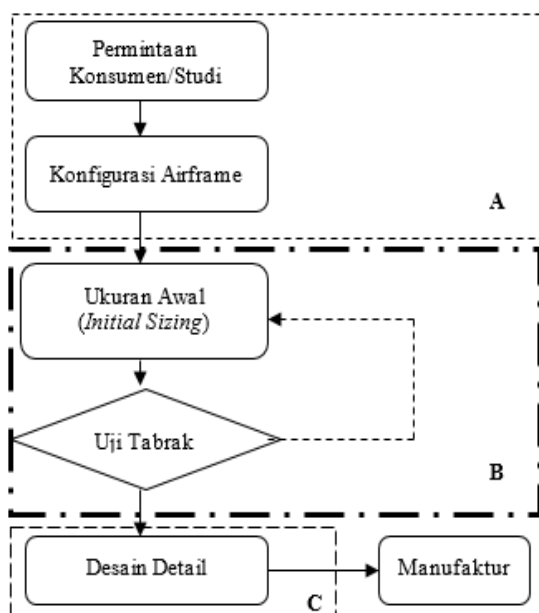 Permintaan
Konsumen/Studi
Konfigurasi Airframe
A
Ukuran Awal
(Initial Sizing)
Uji Tabrak
B
Desain Detail
Manufaktur
C